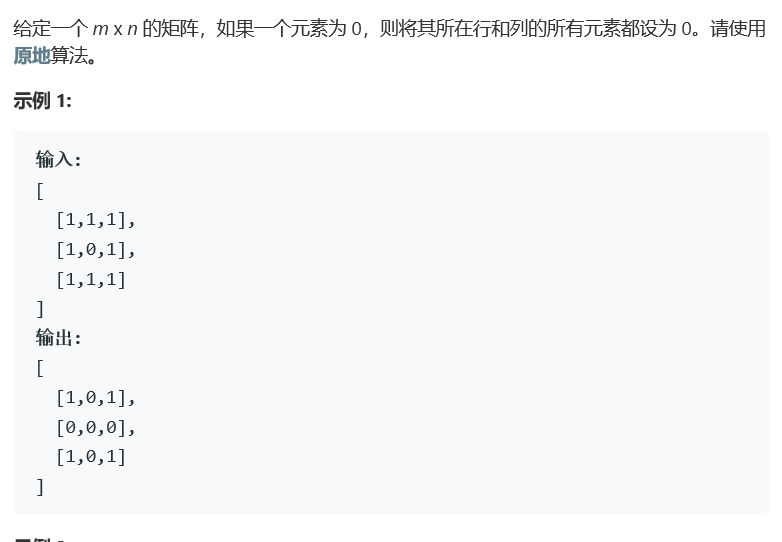 给定一个 m x n 的矩阵，如果一个元素为 0，则将其所在行和列的所有元素都设为 0。请使用
原地算法。
示例 1:
输入:
[
  [1,1,1],
  [1,0,1],
  [1,1,1]
]
输出:
[
  [1,0,1],
  [0,0,0],
  [1,0,1]
]